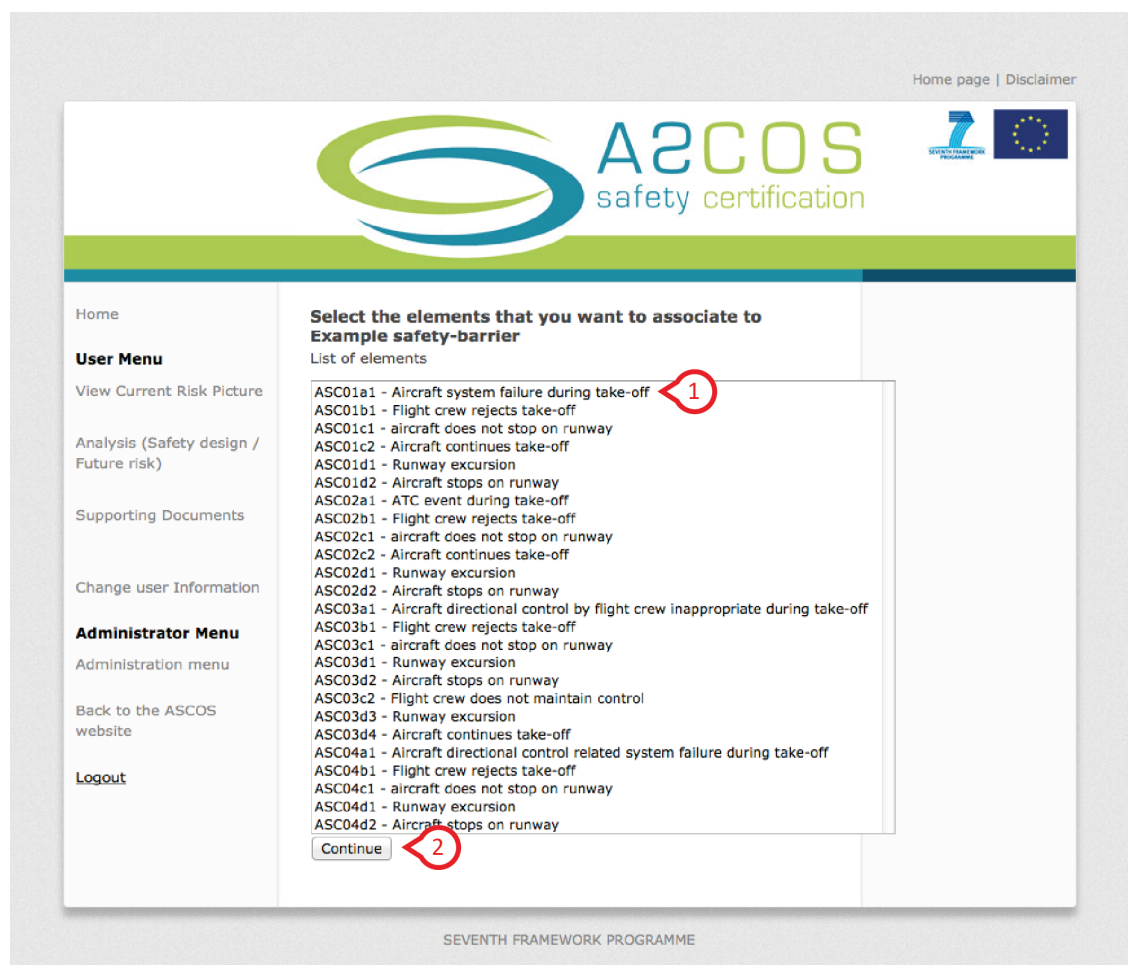 Home page | Disclaimer
ASCOS
safety certification
SEVENTH FRAMEWORK
PROGRAMME
Home
User Menu
View Current Risk Picture
Analysis (Safety design /
Future risk)
Supporting Documents
Change user Information
Administrator Menu
Administration menu
Back to the ASCOS
website
Logout
Select the elements that you want to associate to
Example safety-barrier
List of elements
ASC01a1 - Aircraft system failure during take-off
1
ASC01b1 - Flight crew rejects take-off
ASC01c1 - aircraft does not stop on runway
ASC01c2 - Aircraft continues take-off
ASC01d1 - Runway excursion
ASC01d2 - Aircraft stops on runway
ASC02a1 - ATC event during take-off
ASC02b1 - Flight crew rejects take-off
ASC02c1 - aircraft does not stop on runway
ASC02c2 - Aircraft continues take-off
ASC02d1 - Runway excursion
ASC02d2 - Aircraft stops on runway
ASC03a1 - Aircraft directional control by flight crew inappropriate during take-off
ASC03b1 - Flight crew rejects take-off
ASC03c1 - aircraft does not stop on runway
ASC03d1 - Runway excursion
ASC03d2 - Aircraft stops on runway
ASC03c2 - Flight crew does not maintain control
ASC03d3 - Runway excursion
ASC03d4 - Aircraft continues take-off
ASC04a1 - Aircraft directional control related system failure during take-off
ASC04b1 - Flight crew rejects take-off
ASC04c1 - aircraft does not stop on runway
ASC04d1 - Runway excursion
ASC04d2 - Aircraft stops on runway
Continue
2
SEVENTH FRAMEWORK PROGRAMME